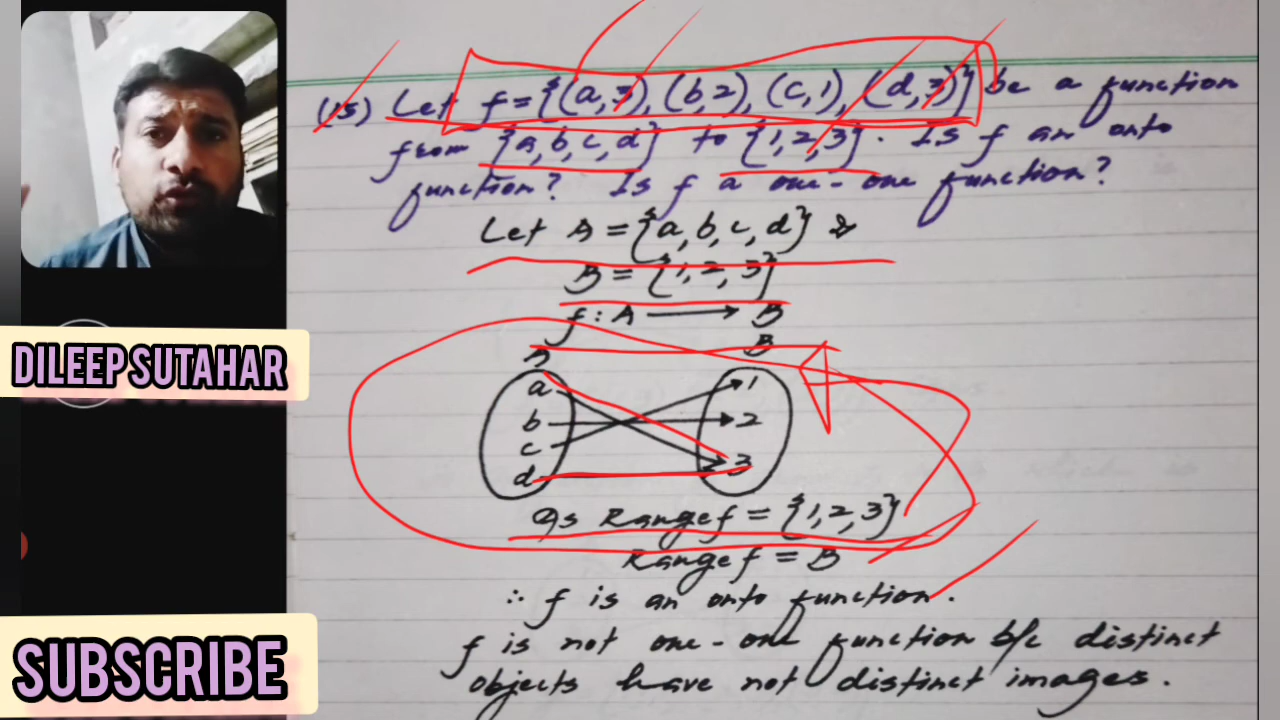 (15) Let f = {(a,3), (b,2), (c,1), (d,3)} be a function
from {a,b,c,d} to {1,2,3}. Is f an onto
function? Is f a one-one function?
Let A = {a,b,c,d} &
B = {1,2,3}
f : A → B
A B
a 1
b 2
c 3
d
As Range f = {1,2,3}
Range f = B
∴ f is an onto function.
f is not one-one function b/c distinct
objects have not distinct images.
DILEEP SUTAHAR
SUBSCRIBE